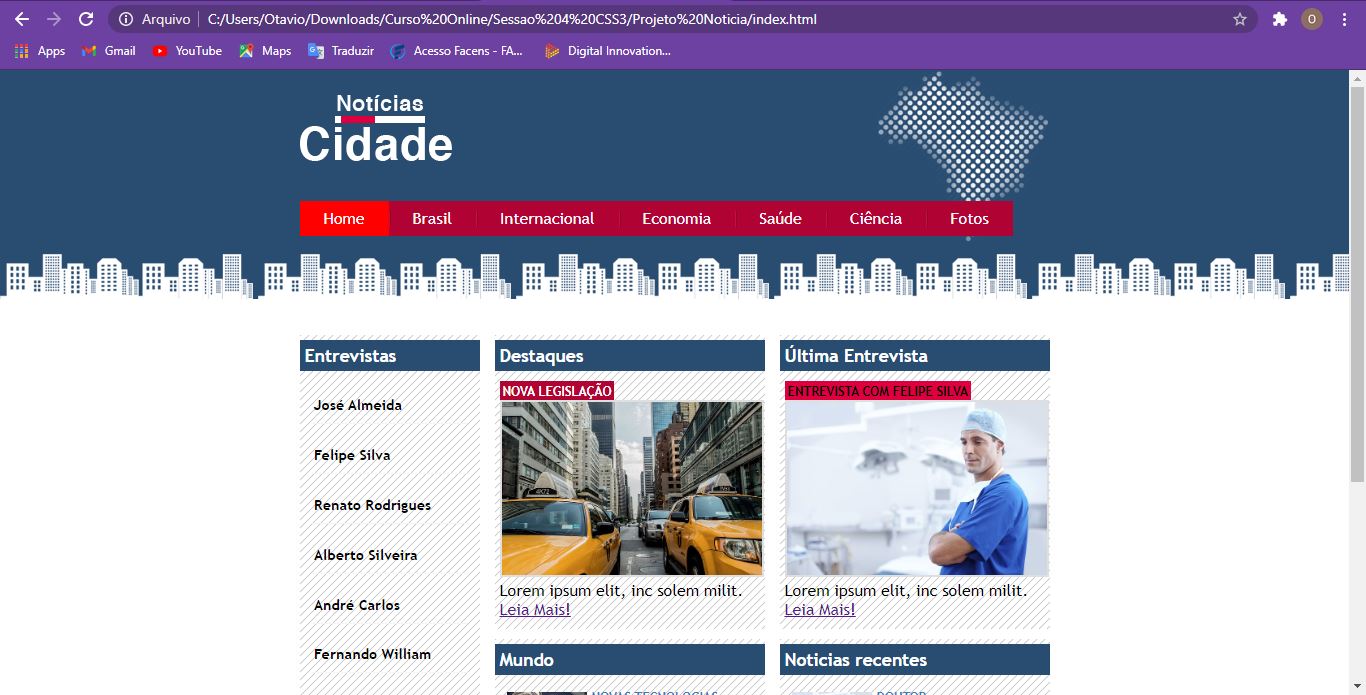 Arquivo | C:/Users/Otavio/Downloads/Curso%20Online/Sessao%204%20CSS3/Projeto%20Noticia/index.html
O
Apps Gmail YouTube Maps Traduzir Acesso Facens - FA... Digital Innovation...
Notícias
Cidade
Home Brasil Internacional Economia Saúde Ciência Fotos
Entrevistas
José Almeida
Felipe Silva
Renato Rodrigues
Alberto Silveira
André Carlos
Fernando William
Destaques
NOVA LEGISLAÇÃO
Lorem ipsum elit, inc solem milit.
Leia Mais!
Última Entrevista
ENTREVISTA COM FELIPE SILVA
Lorem ipsum elit, inc solem milit.
Leia Mais!
Mundo
NOVAS TECNOLOGIAS
Noticias recentes
DOUTOR